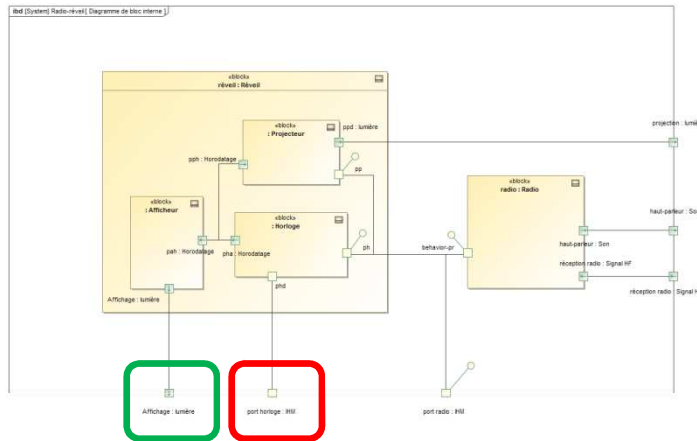 ibd [System] Radio-réveil[ Diagramme de bloc interne ]
«block»
réveil : Réveil
«block»
: Projecteur
ppd : lumière
projection : lumiè
pph : Horodatage
pp
«block»
: Afficheur
«block»
: Horloge
«block»
radio : Radio
haut-parleur : Son
pah : Horodatage
pha : Horodatage
ph
behavior-pr
haut-parleur : Son
réception radio : Signal HF
phd
réception radio : Signal H
Affichage : lumière
Affichage : lumière
port horloge : IHM
port radio : IHM